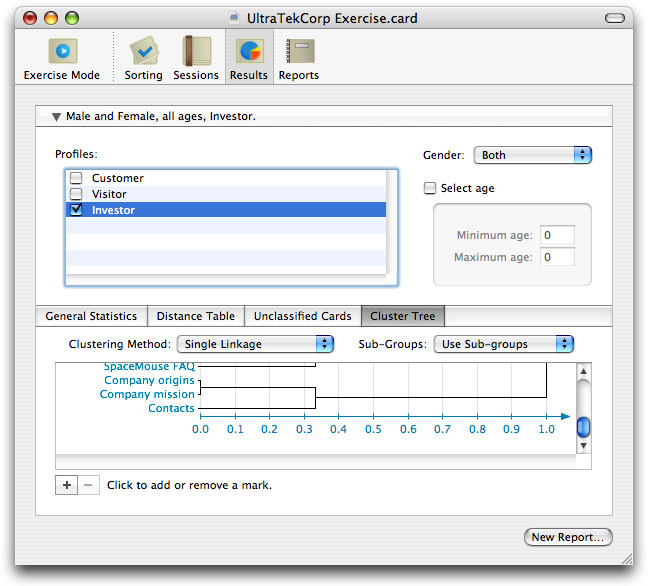 UltraTekCorp Exercise.card
Exercise Mode Sorting Sessions Results Reports
Male and Female, all ages, Investor.
Profiles: Gender: Both
Customer
Visitor
Investor
Select age
Minimum age: 0
Maximum age: 0
General Statistics Distance Table Unclassified Cards Cluster Tree
Clustering Method: Single Linkage Sub-Groups: Use Sub-groups
SpaceMouse FAQ
Company origins
Company mission
Contacts
0.0 0.1 0.2 0.3 0.4 0.5 0.6 0.7 0.8 0.9 1.0
+ − Click to add or remove a mark.
New Report...